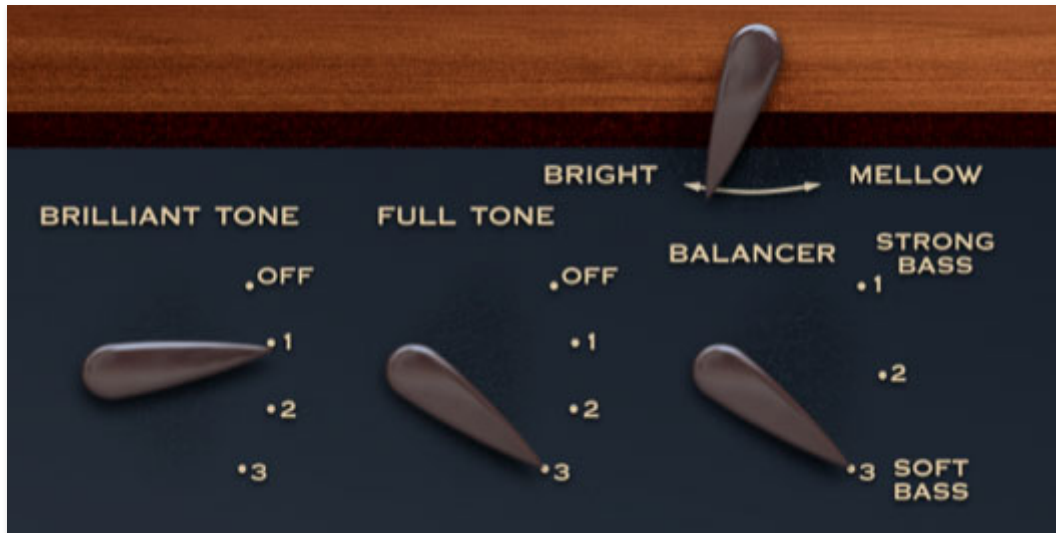 BRIGHT
MELLOW
BRILLIANT TONE
FULL TONE
BALANCER
STRONG
BASS
OFF
1
2
3
OFF
1
2
3
1
2
3
SOFT
BASS